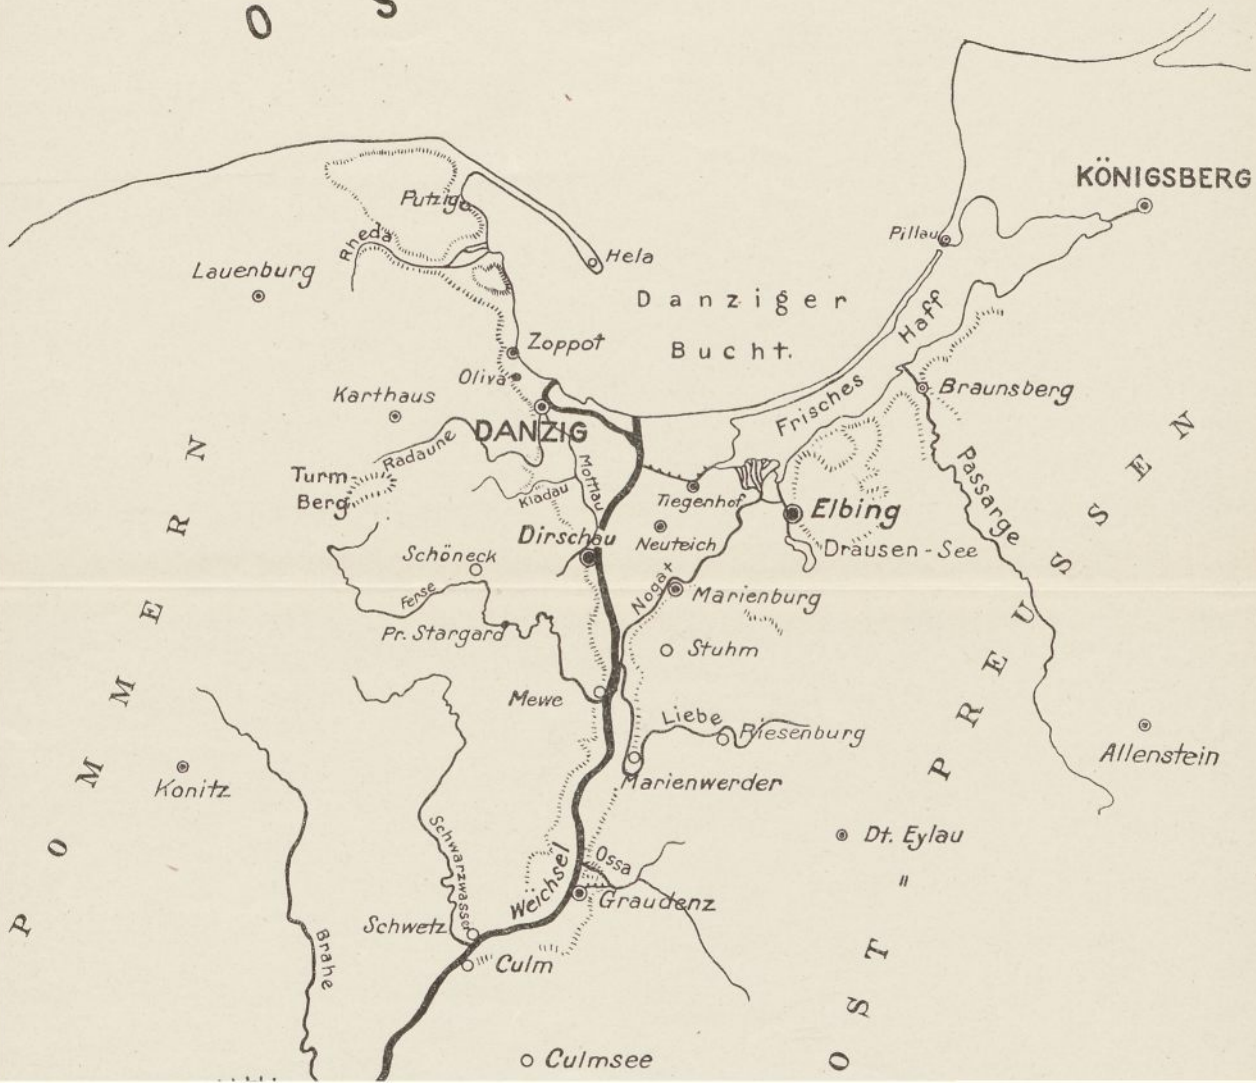 O S
KÖNIGSBERG
Putzig
Rheda
Pillau
Hela
Lauenburg
Danziger
Bucht.
Haff
Frisches
Zoppot
Oliva
Karthaus
Braunsberg
DANZIG
Radaune
Turm
Berg
Kladau
Mottlau
Tiegenhof
Elbing
Passarge
Dirschau
Neuteich
Drausen-See
Schöneck
Ferse
Nogat
Marienburg
Pr. Stargard
Stuhm
Mewe
Liebe
Riesenburg
Allenstein
Konitz
Marienwerder
Schwarzwasser
Dt. Eylau
Ossa
Weichsel
Graudenz
Schwetz
Brahe
Culm
Culmsee
POMMERN
OST = PREUSSEN